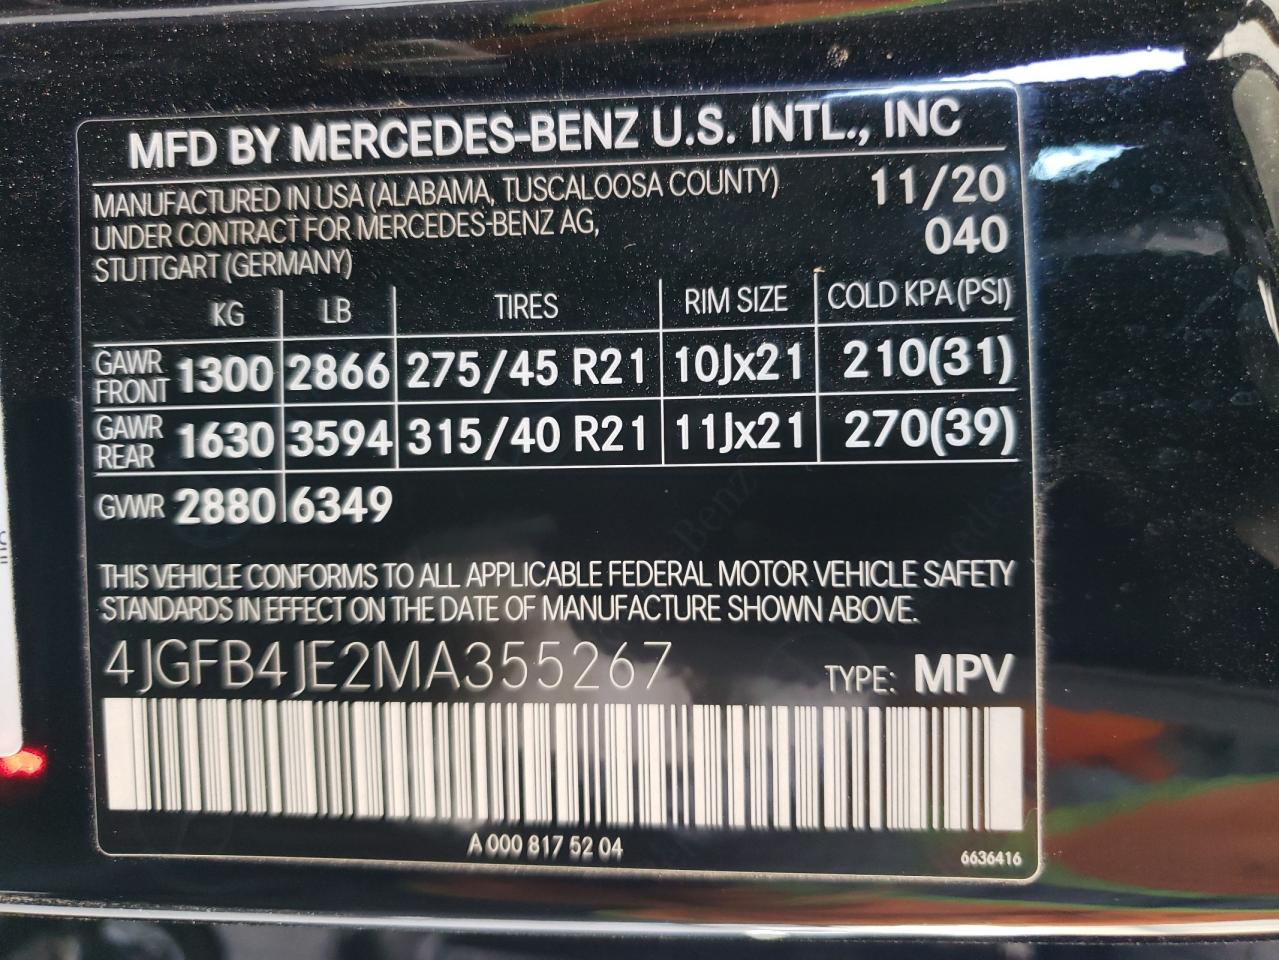 MFD BY MERCEDES-BENZ U.S. INTL., INC
MANUFACTURED IN USA (ALABAMA, TUSCALOOSA COUNTY) 11/20
UNDER CONTRACT FOR MERCEDES-BENZ AG, 040
STUTTGART (GERMANY)
KG LB TIRES RIM SIZE COLD KPA (PSI)
GAWR FRONT 1300 2866 275/45 R21 10Jx21 210(31)
GAWR REAR 1630 3594 315/40 R21 11Jx21 270(39)
GVWR 2880 6349
THIS VEHICLE CONFORMS TO ALL APPLICABLE FEDERAL MOTOR VEHICLE SAFETY
STANDARDS IN EFFECT ON THE DATE OF MANUFACTURE SHOWN ABOVE.
4JGFB4JE2MA355267 TYPE: MPV
A 000 817 52 04
6636416